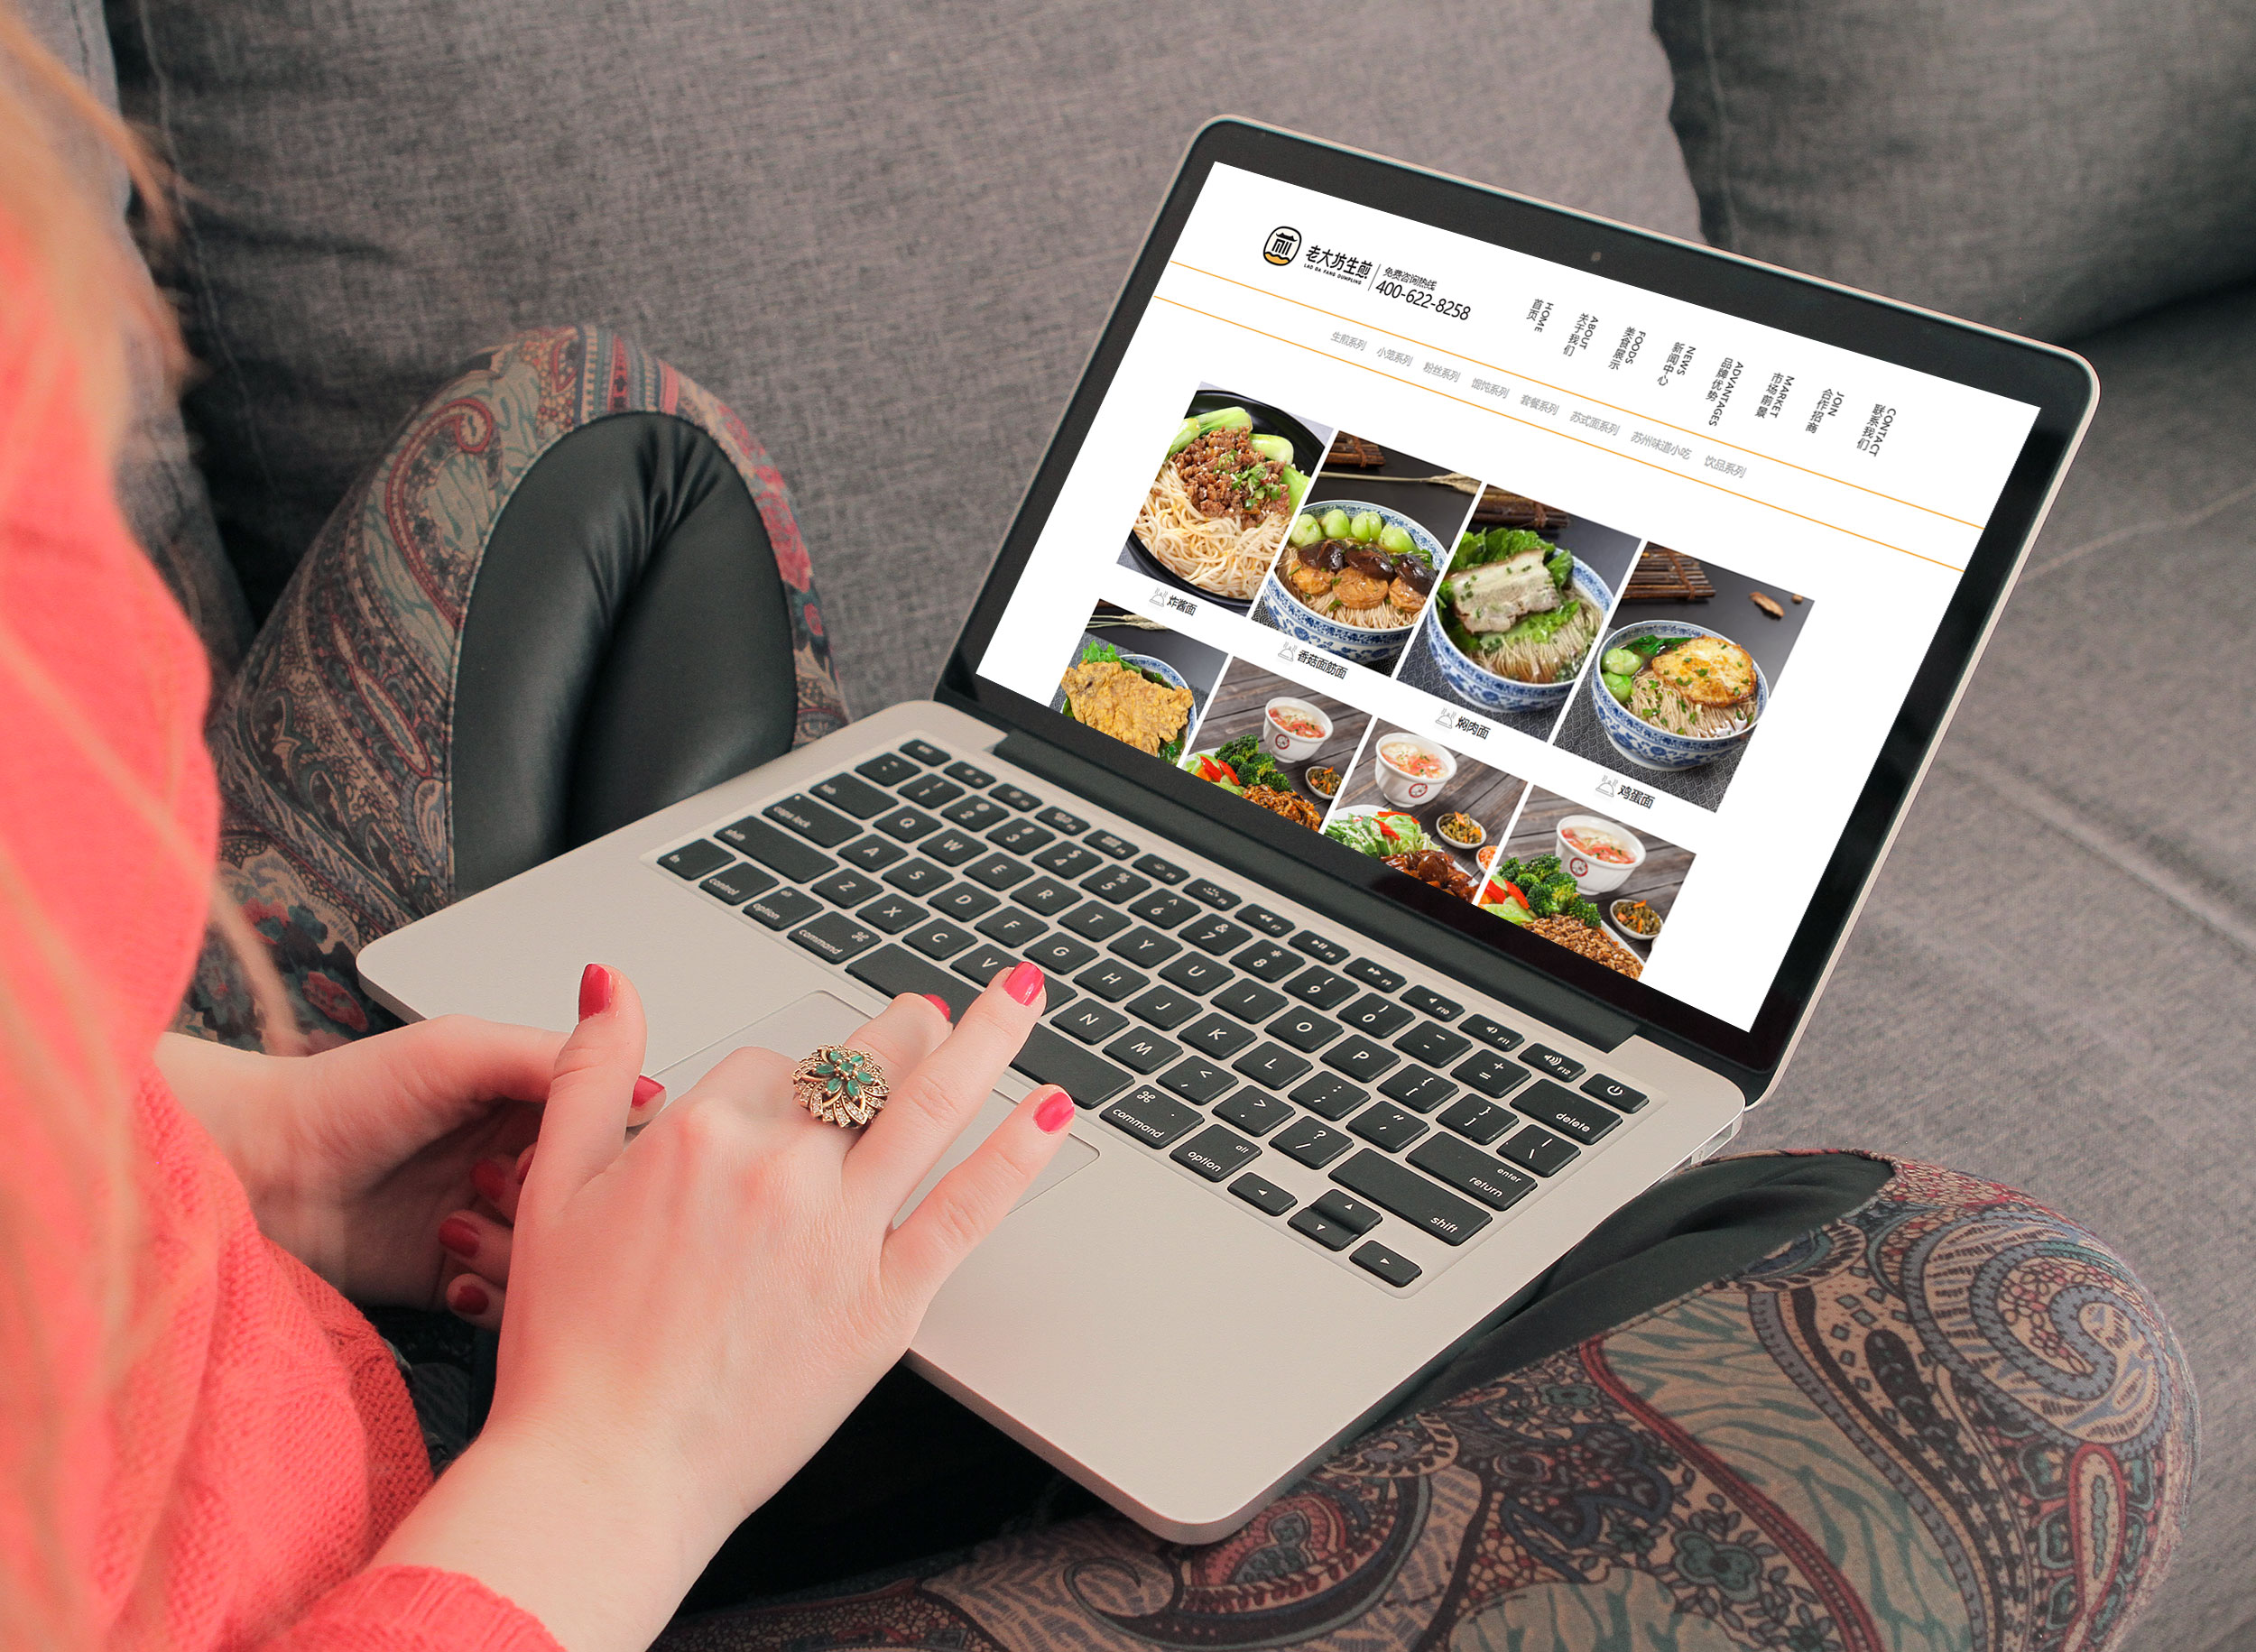 老大坊生煎
LAO DA FANG DUMPLING
免费咨询热线
400-622-8258
HOME
首页
ABOUT
关于我们
FOODS
美食展示
NEWS
新闻中心
ADVANTAGES
品牌优势
MARKET
市场前景
JOIN
合作招商
CONTACT
联系我们
生煎系列 小笼系列 粉丝系列 馄饨系列 套餐系列 苏式面系列 苏州味道小吃 饮品系列
炸酱面
香菇面筋面
焖肉面
鸡蛋面
tab Q W E R T Y U I O P
caps lock A S D F G H J K L
enter
return
shift Z X C V N M
shift
fn control
alt
option
command
command
alt
option
delete